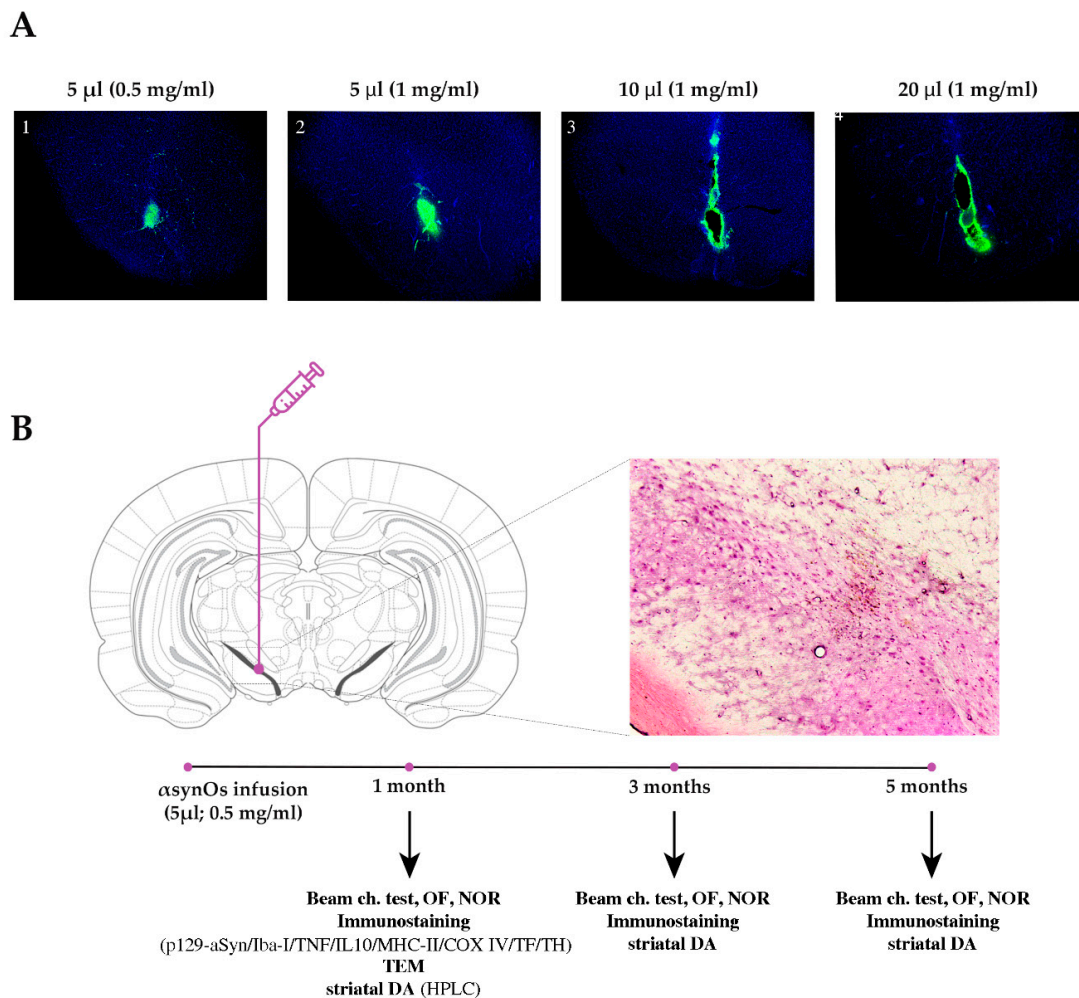 A
5 µl (0.5 mg/ml)
5 µl (1 mg/ml)
10 µl (1 mg/ml)
20 µl (1 mg/ml)
1
2
3
4
B
αsynOs infusion
(5µl; 0.5 mg/ml)
1 month
3 months
5 months
Beam ch. test, OF, NOR
Immunostaining
(p129-aSyn/Iba-I/TNF/IL10/MHC-II/COX IV/TF/TH)
TEM
striatal DA (HPLC)
Beam ch. test, OF, NOR
Immunostaining
striatal DA
Beam ch. test, OF, NOR
Immunostaining
striatal DA